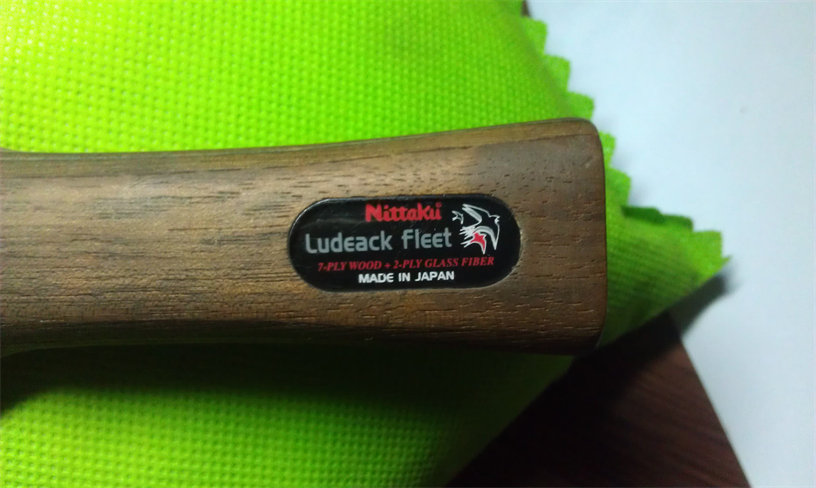 Nittaku®
Ludeack fleet
7-PLY WOOD + 2-PLY GLASS FIBER
MADE IN JAPAN